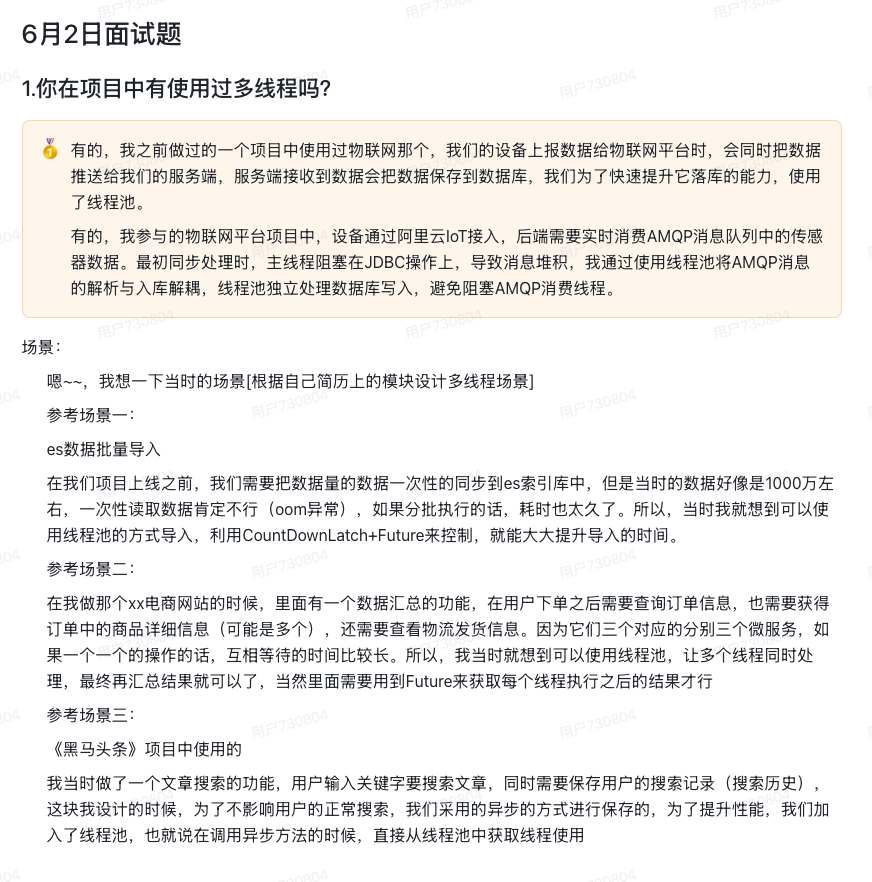 6月2日面试题
1.你在项目中有使用过多线程吗?
有的，我之前做过的一个项目中使用过物联网那个，我们的设备上报数据给物联网平台时，会同时把数据
推送给我们的服务端，服务端接收到数据会把数据保存到数据库，我们为了快速提升它落库的能力，使用
了线程池。
有的，我参与的物联网平台项目中，设备通过阿里云IoT接入，后端需要实时消费AMQP消息队列中的传感
器数据。最初同步处理时，主线程阻塞在JDBC操作上，导致消息堆积，我通过使用线程池将AMQP消息
的解析与入库解耦，线程池独立处理数据库写入，避免阻塞AMQP消费线程。
场景：
嗯~~，我想一下当时的场景[根据自己简历上的模块设计多线程场景]
参考场景一：
es数据批量导入
在我们项目上线之前，我们需要把数据量的数据一次性的同步到es索引库中，但是当时的数据好像是1000万左
右，一次性读取数据肯定不行（oom异常），如果分批执行的话，耗时也太久了。所以，当时我就想到可以使
用线程池的方式导入，利用CountDownLatch+Future来控制，就能大大提升导入的时间。
参考场景二：
在我做那个xx电商网站的时候，里面有一个数据汇总的功能，在用户下单之后需要查询订单信息，也需要获得
订单中的商品详细信息（可能是多个），还需要查看物流发货信息。因为它们三个对应的分别三个微服务，如
果一个一个的操作的话，互相等待的时间比较长。所以，我当时就想到可以使用线程池，让多个线程同时处
理，最终再汇总结果就可以了，当然里面需要用到Future来获取每个线程执行之后的结果才行
参考场景三：
《黑马头条》项目中使用的
我当时做了一个文章搜索的功能，用户输入关键字要搜索文章，同时需要保存用户的搜索记录（搜索历史），
这块我设计的时候，为了不影响用户的正常搜索，我们采用的异步的方式进行保存的，为了提升性能，我们加
入了线程池，也就说在调用异步方法的时候，直接从线程池中获取线程使用
用户730804